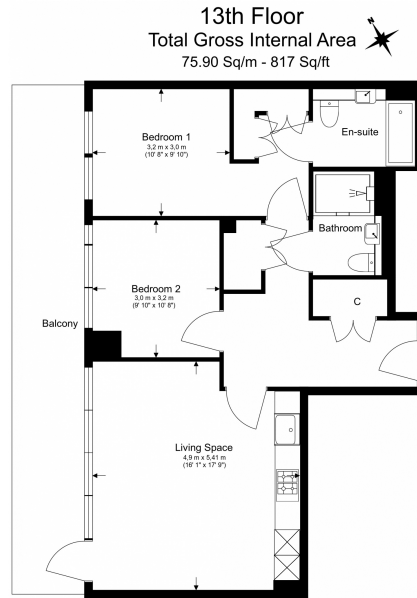 13th Floor
Total Gross Internal Area
75.90 Sq/m - 817 Sq/ft
N
Bedroom 1
3,2 m x 3,0 m
(10' 8" x 9' 10")
En-suite
Bathroom
Bedroom 2
3,0 m x 3,2 m
(9' 10" x 10' 8")
C
Balcony
Living Space
4,9 m x 5,41 m
(16' 1" x 17' 9")